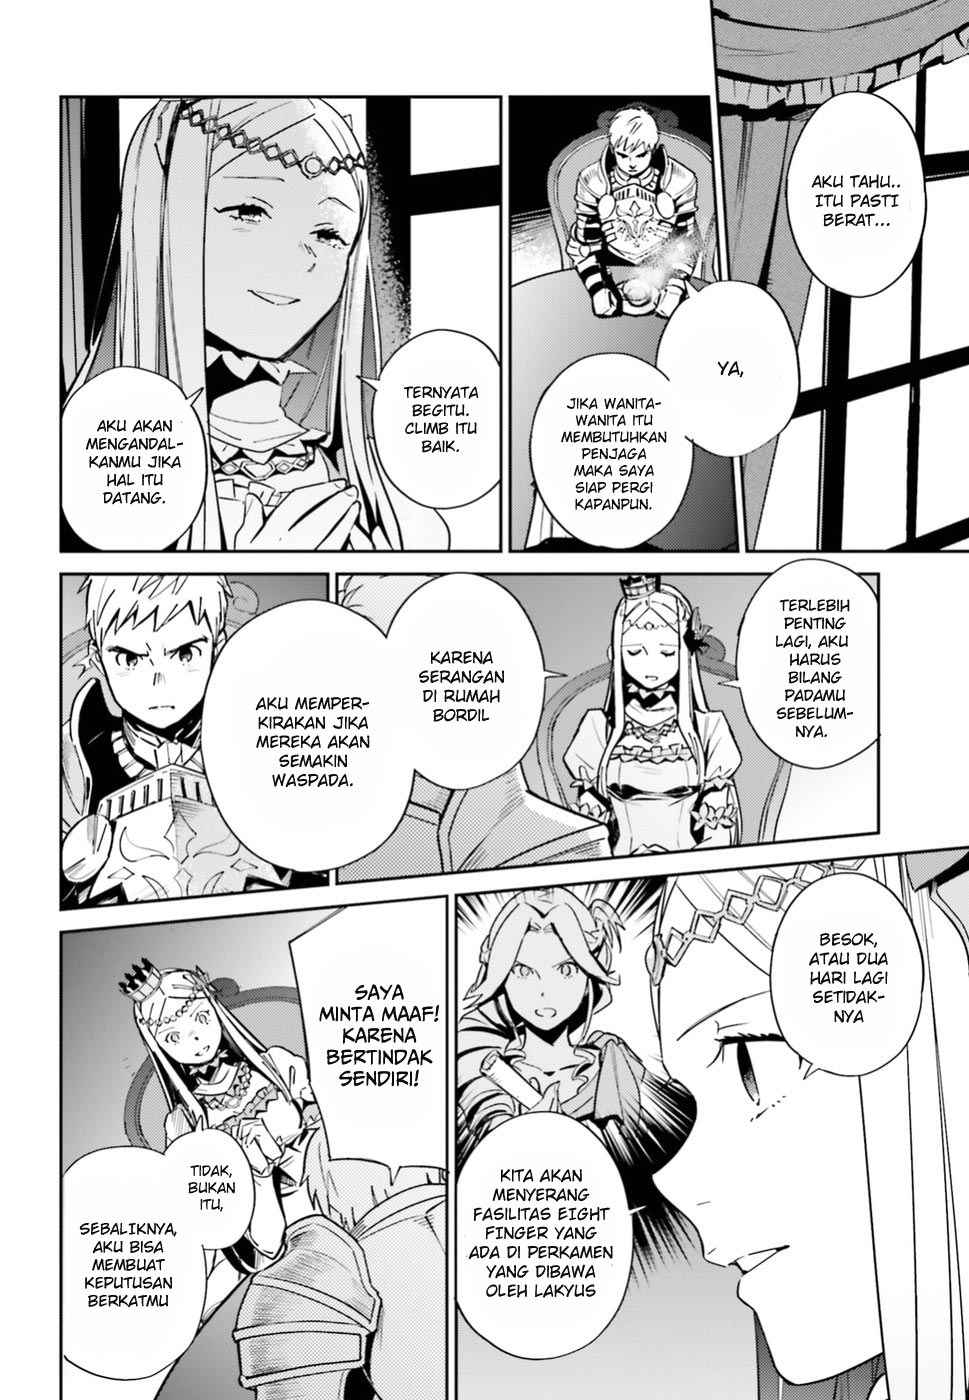 AKU TAHU..
ITU PASTI
BERAT...
YA,
JIKA WANITA-
WANITA ITU
MEMBUTUHKAN
PENJAGA
MAKA SAYA
SIAP PERGI
KAPANPUN.
TERNYATA
BEGITU.
CLIMB ITU
BAIK.
AKU AKAN
MENGANDAL-
KANMU JIKA
HAL ITU
DATANG.
TERLEBIH
PENTING
LAGI, AKU
HARUS
BILANG
PADAMU
SEBELUM-
NYA.
KARENA
SERANGAN
DI RUMAH
BORDIL
AKU MEMPER-
KIRAKAN JIKA
MEREKA AKAN
SEMAKIN
WASPADA.
BESOK,
ATAU DUA
HARI LAGI
SETIDAK-
NYA
KITA AKAN
MENYERANG
FASILITAS EIGHT
FINGER YANG
ADA DI PERKAMEN
YANG DIBAWA
OLEH LAKYUS
SAYA
MINTA MAAF!
KARENA
BERTINDAK
SENDIRI!
TIDAK,
BUKAN
ITU,
SEBALIKNYA,
AKU BISA
MEMBUAT
KEPUTUSAN
BERKATMU